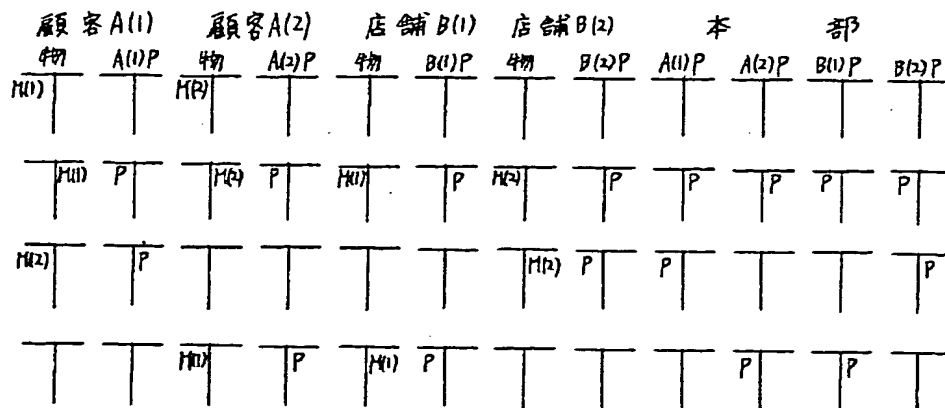 顧客A(1) 顧客A(2) 店舗B(1) 店舗B(2) 本 部
物 A(1)P 物 A(2)P 物 B(1)P 物 B(2)P A(1)P A(2)P B(1)P B(2)P
M(1) M(2)
M(1) P M(2) P M(1) P M(2) P P P P P
M(2) P M(2) P P P
M(1) P M(1) P P P